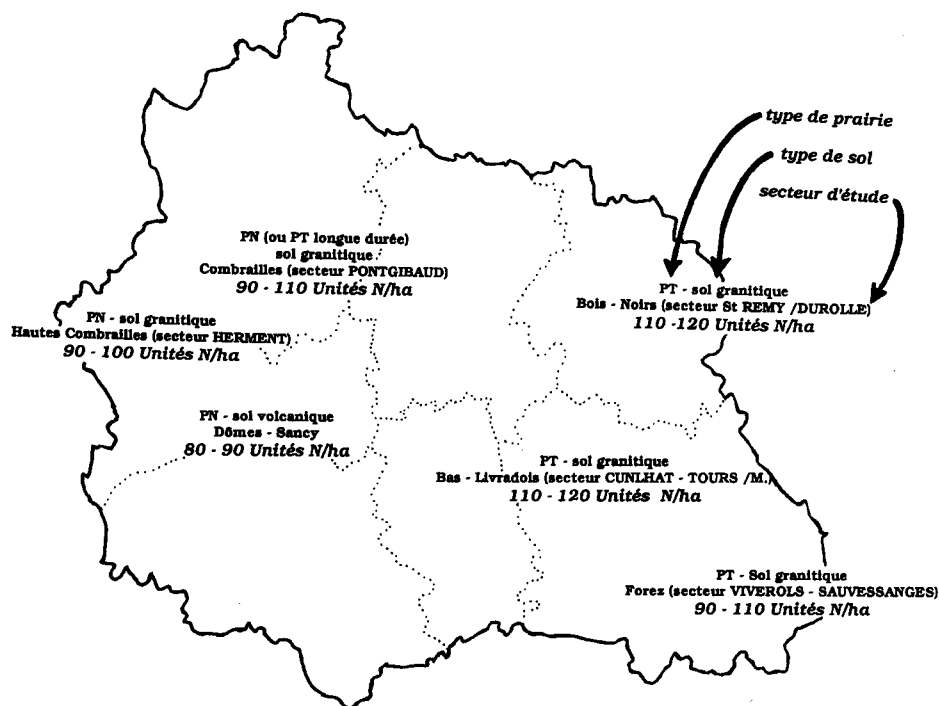 type de prairie
type de sol
secteur d'étude
PN (ou PT longue durée)
sol granitique
Combrailles (secteur PONTGIBAUD)
90 - 110 Unités N/ha
PT - sol granitique
Bois - Noirs (secteur St REMY /DUROLLE)
110 -120 Unités N/ha
PN - sol granitique
Hautes Combrailles (secteur HERMENT)
90 - 100 Unités N/ha
PN - sol volcanique
Dômes - Sancy
80 - 90 Unités N/ha
PT - sol granitique
Bas - Livradois (secteur CUNLHAT - TOURS /M.)
110 - 120 Unités N/ha
PT - Sol granitique
Forez (secteur VIVEROLS - SAUVESSANGES)
90 - 110 Unités N/ha